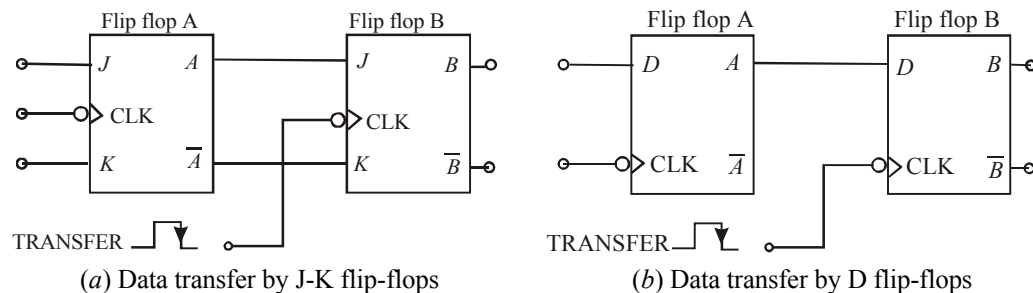 Flip flop A Flip flop B
J A J B
CLK CLK
K A̅ K B̅
TRANSFER
(a) Data transfer by J-K flip-flops
Flip flop A Flip flop B
D A D B
CLK A̅ CLK B̅
TRANSFER
(b) Data transfer by D flip-flops